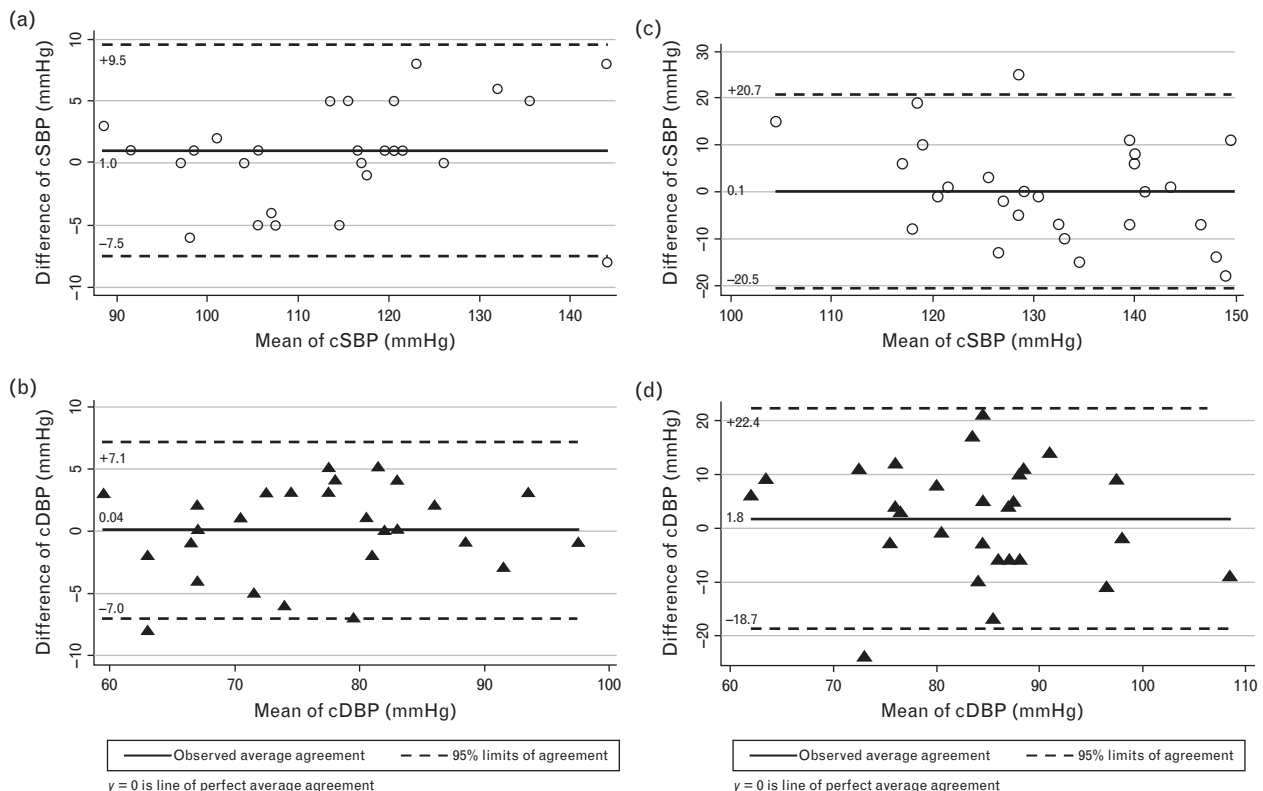 (a)
10
5
0
−5
−10
+9.5
1.0
−7.5
Difference of cSBP (mmHg)
90 100 110 120 130 140
Mean of cSBP (mmHg)
(c)
30
20
10
0
−10
−20
+20.7
0.1
−20.5
Difference of cSBP (mmHg)
100 110 120 130 140 150
Mean of cSBP (mmHg)
(b)
10
5
0
−5
−10
+7.1
0.04
−7.0
Difference of cDBP (mmHg)
60 70 80 90 100
Mean of cDBP (mmHg)
Observed average agreement 95% limits of agreement
y = 0 is line of perfect average agreement
(d)
20
10
0
−10
−20
+22.4
1.8
−18.7
Difference of cDBP (mmHg)
60 70 80 90 100 110
Mean of cDBP (mmHg)
Observed average agreement 95% limits of agreement
y = 0 is line of perfect average agreement